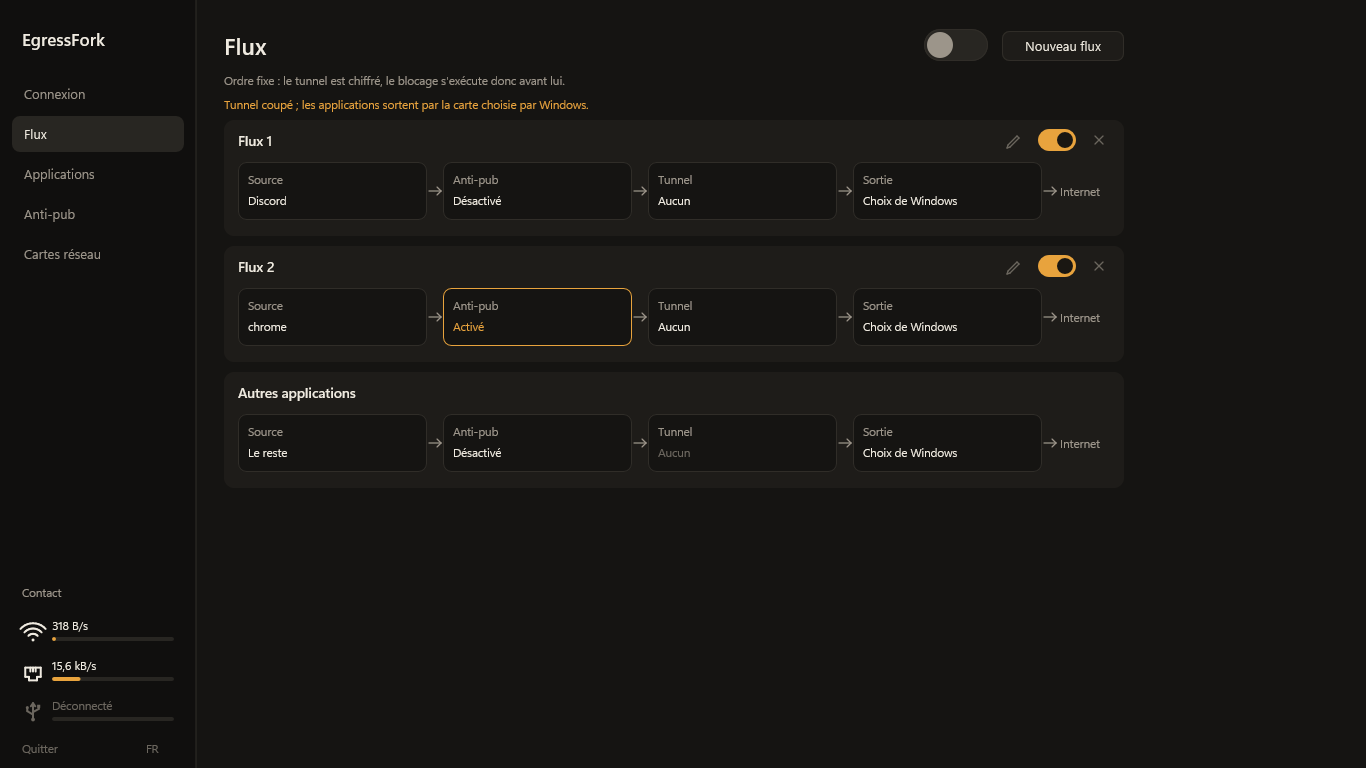 EgressFork
Connexion
Flux
Applications
Anti-pub
Cartes réseau
Contact
318 B/s
15,6 kB/s
Déconnecté
Quitter FR
Flux
Nouveau flux
Ordre fixe : le tunnel est chiffré, le blocage s'exécute donc avant lui.
Tunnel coupé ; les applications sortent par la carte choisie par Windows.
Flux 1
Source
Discord
Anti-pub
Désactivé
Tunnel
Aucun
Sortie
Choix de Windows
Internet
Flux 2
Source
chrome
Anti-pub
Activé
Tunnel
Aucun
Sortie
Choix de Windows
Internet
Autres applications
Source
Le reste
Anti-pub
Désactivé
Tunnel
Aucun
Sortie
Choix de Windows
Internet